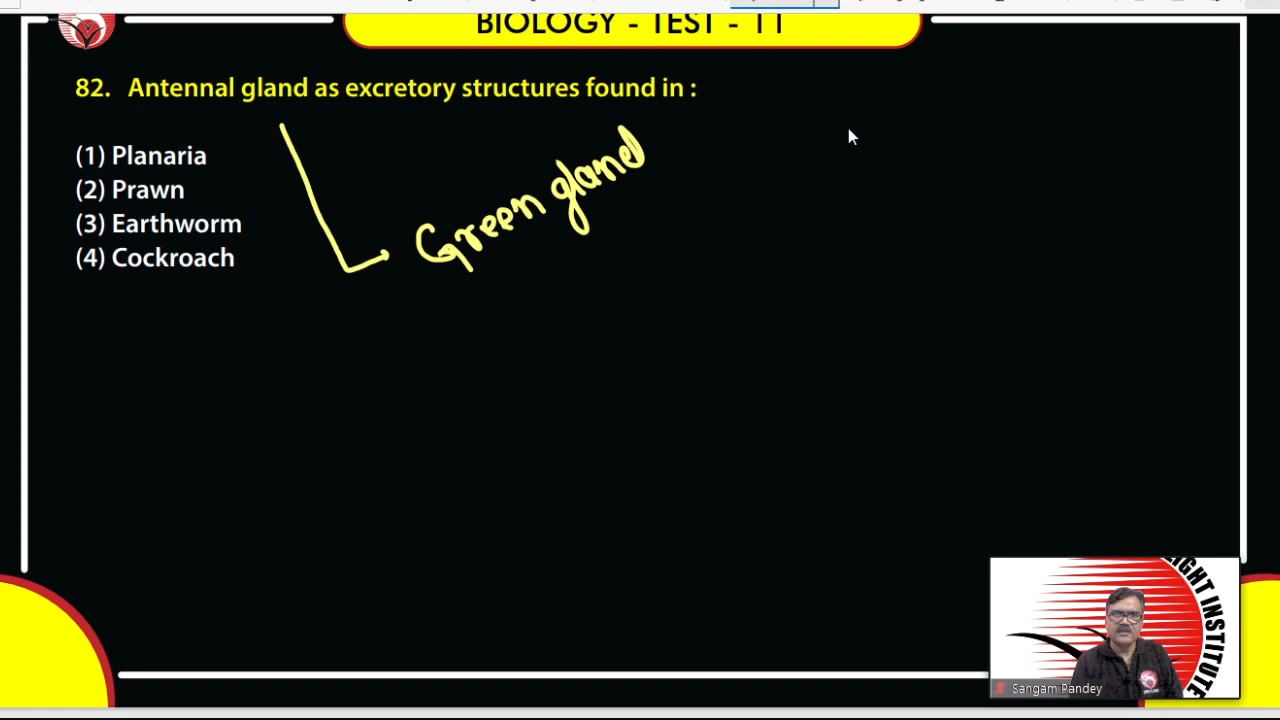 BIOLOGY - TEST - 11
82. Antennal gland as excretory structures found in :
(1) Planaria
(2) Prawn
(3) Earthworm
(4) Cockroach
Green gland
INSTITUTE
Sangam Pandey